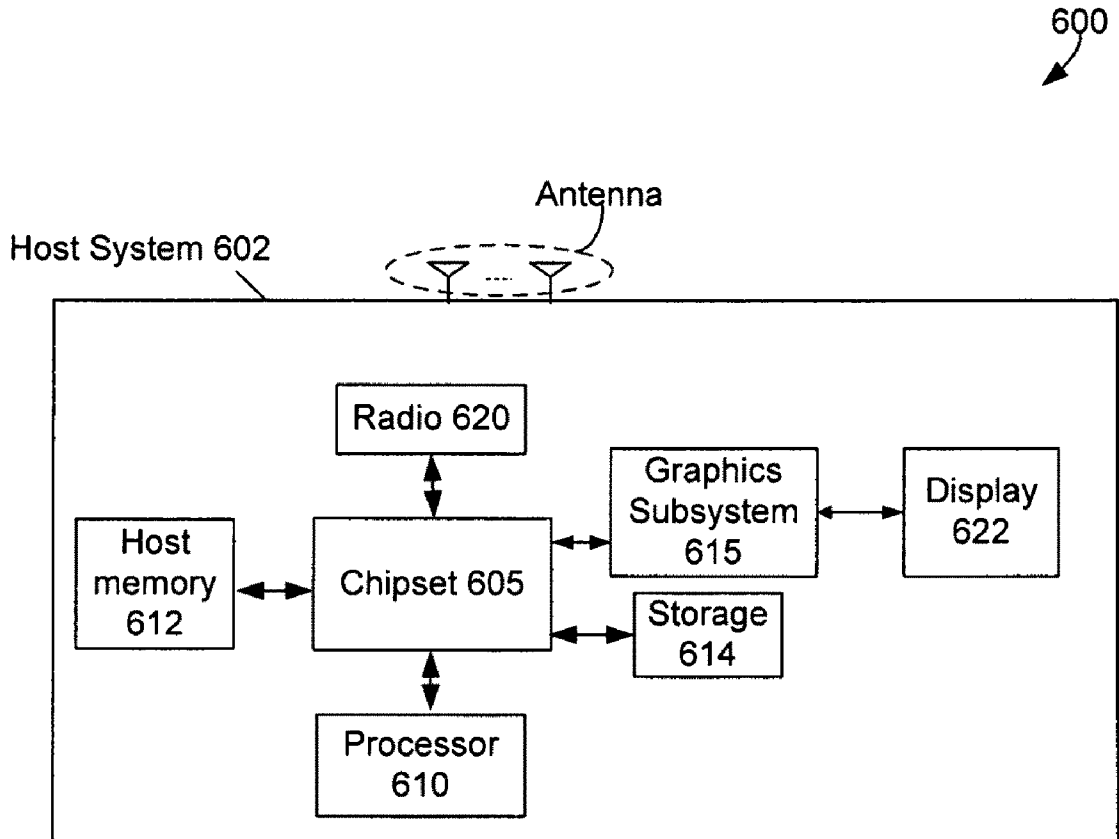 600
Antenna
Host System 602
Radio 620
Graphics
Subsystem
615
Display
622
Host
memory
612
Chipset 605
Storage
614
Processor
610